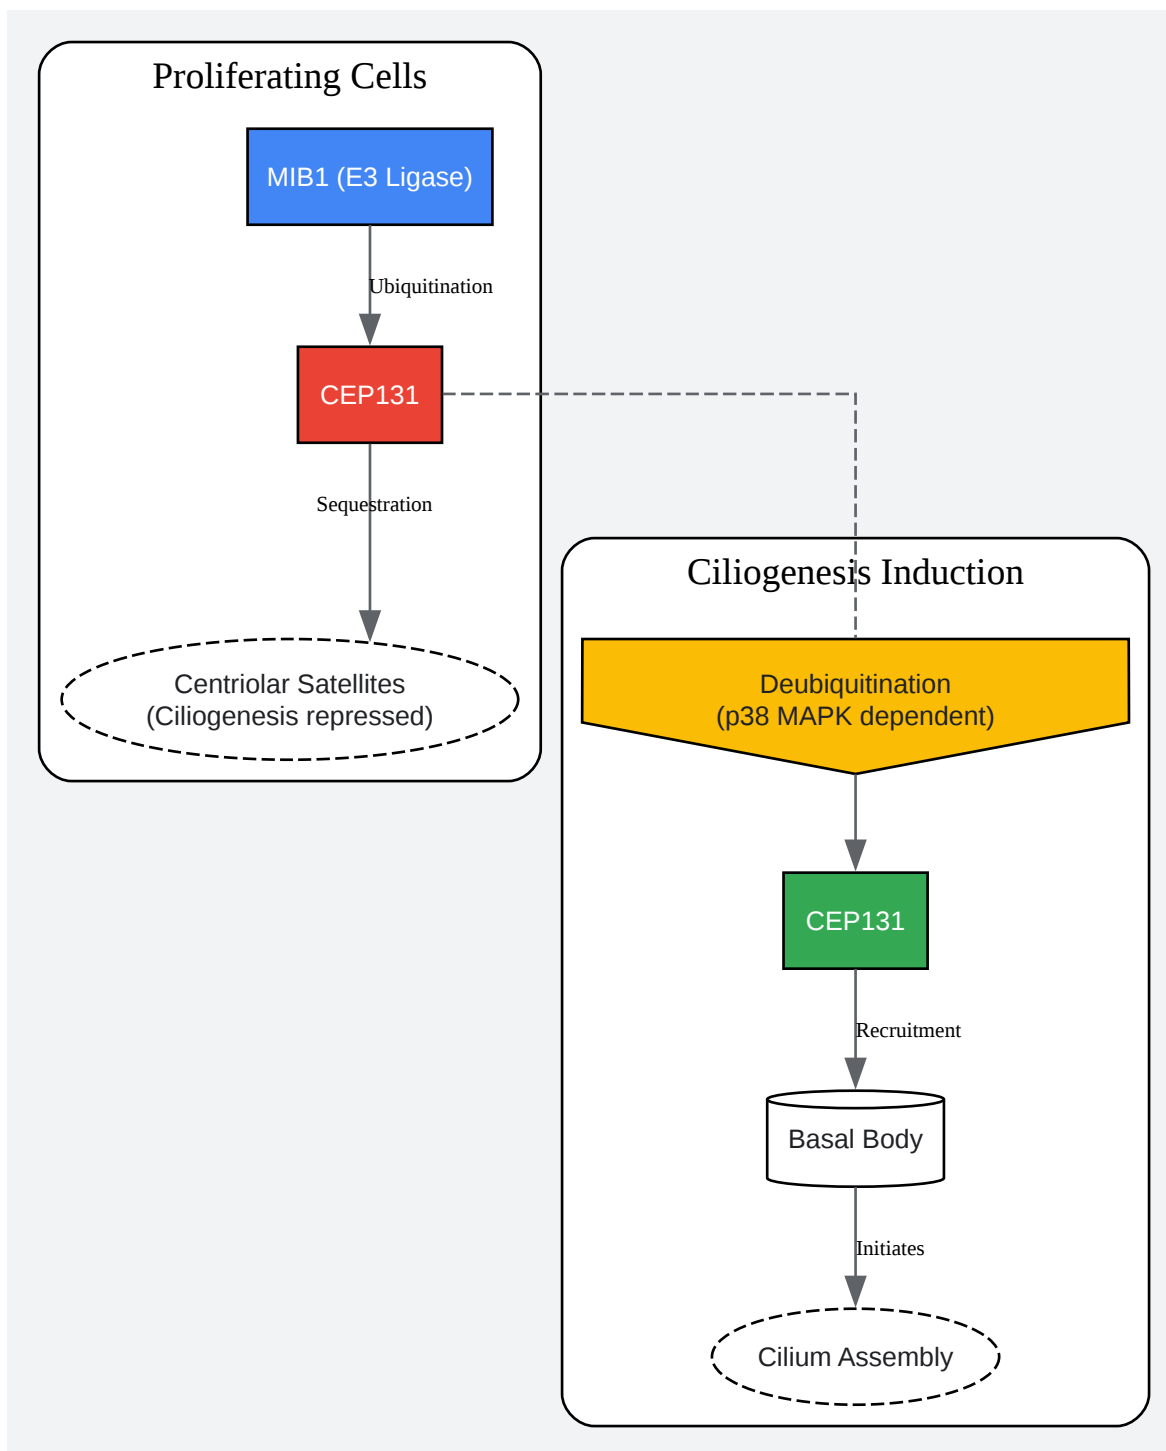 Proliferating Cells
MIB1 (E3 Ligase)
Ubiquitination
CEP131
Sequestration
Centriolar Satellites
(Ciliogenesis repressed)
Ciliogenesis Induction
Deubiquitination
(p38 MAPK dependent)
CEP131
Recruitment
Basal Body
Initiates
Cilium Assembly